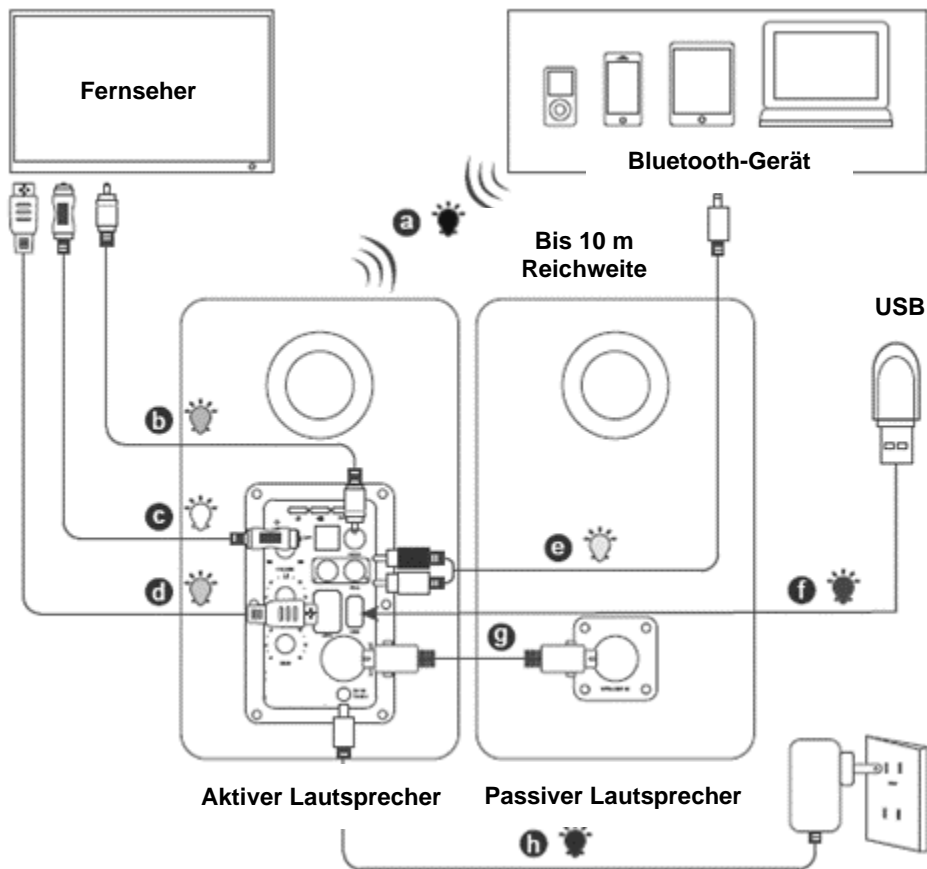 Fernseher
Bluetooth-Gerät
a
Bis 10 m
Reichweite
USB
b
c
d
e
f
g
Aktiver Lautsprecher
Passiver Lautsprecher
h